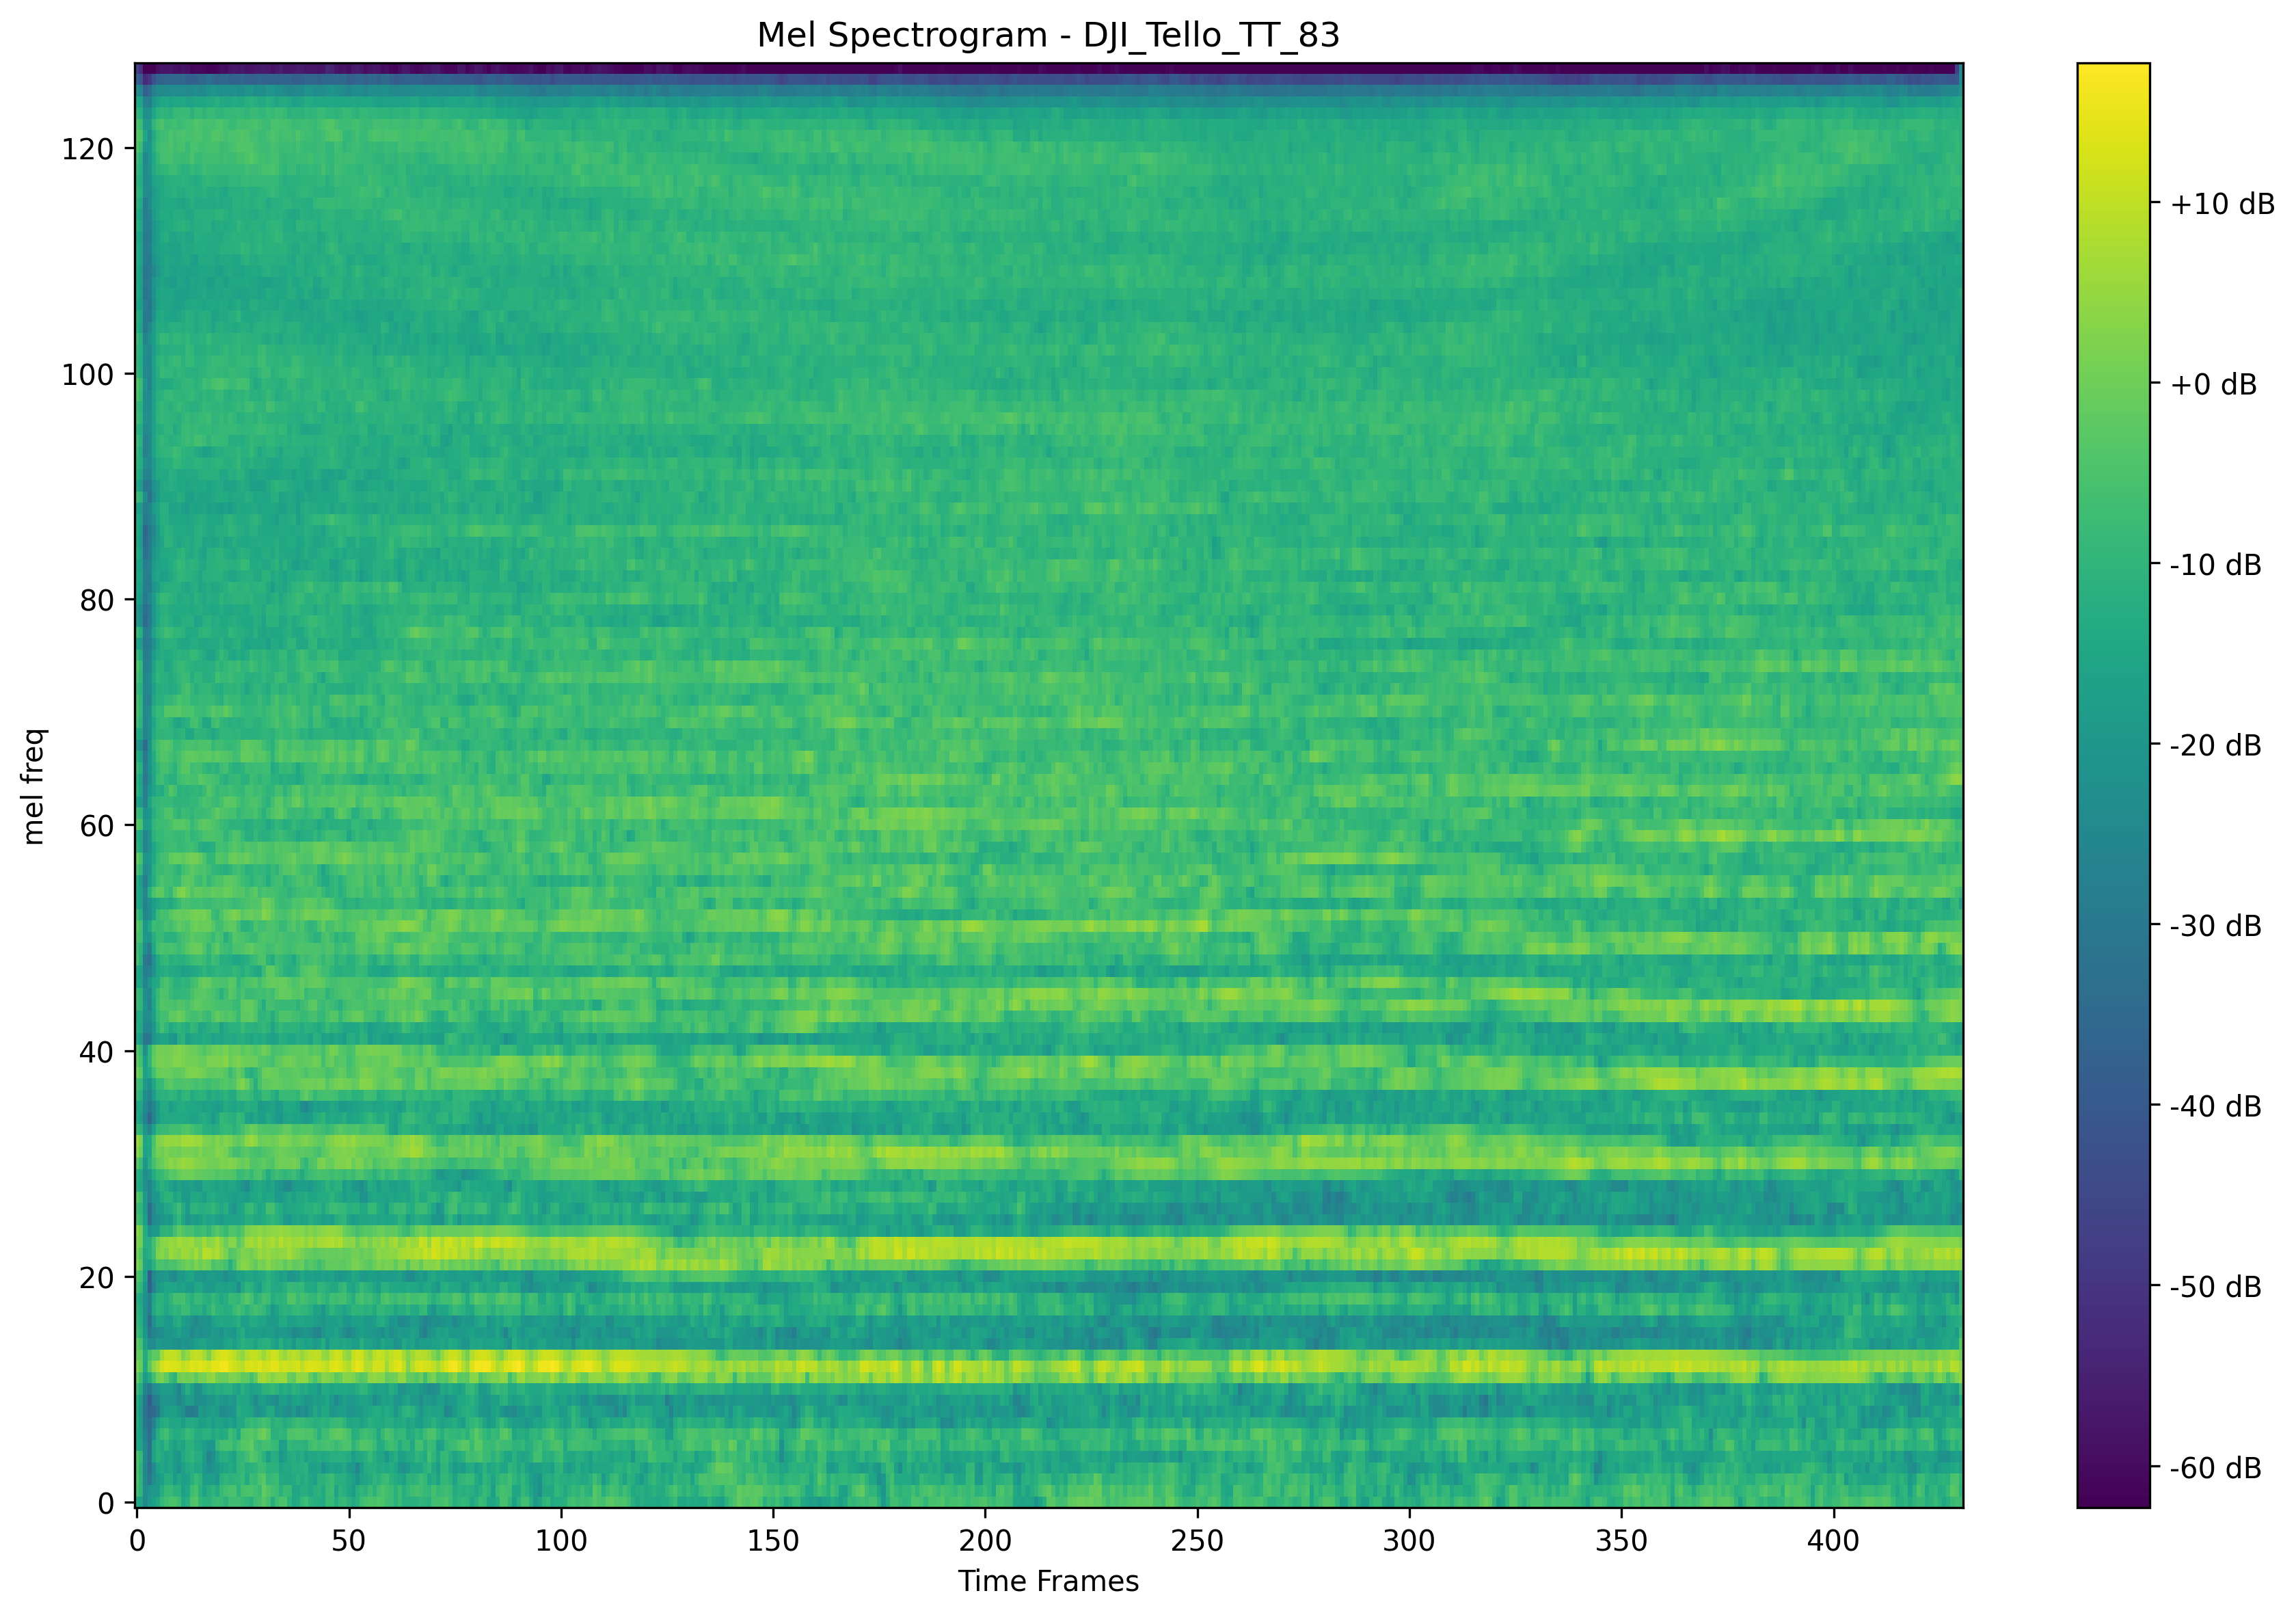 Mel Spectrogram - DJI_Tello_TT_83
mel freq
120
100
80
60
40
20
0
0 50 100 150 200 250 300 350 400
Time Frames
+10 dB
+0 dB
-10 dB
-20 dB
-30 dB
-40 dB
-50 dB
-60 dB